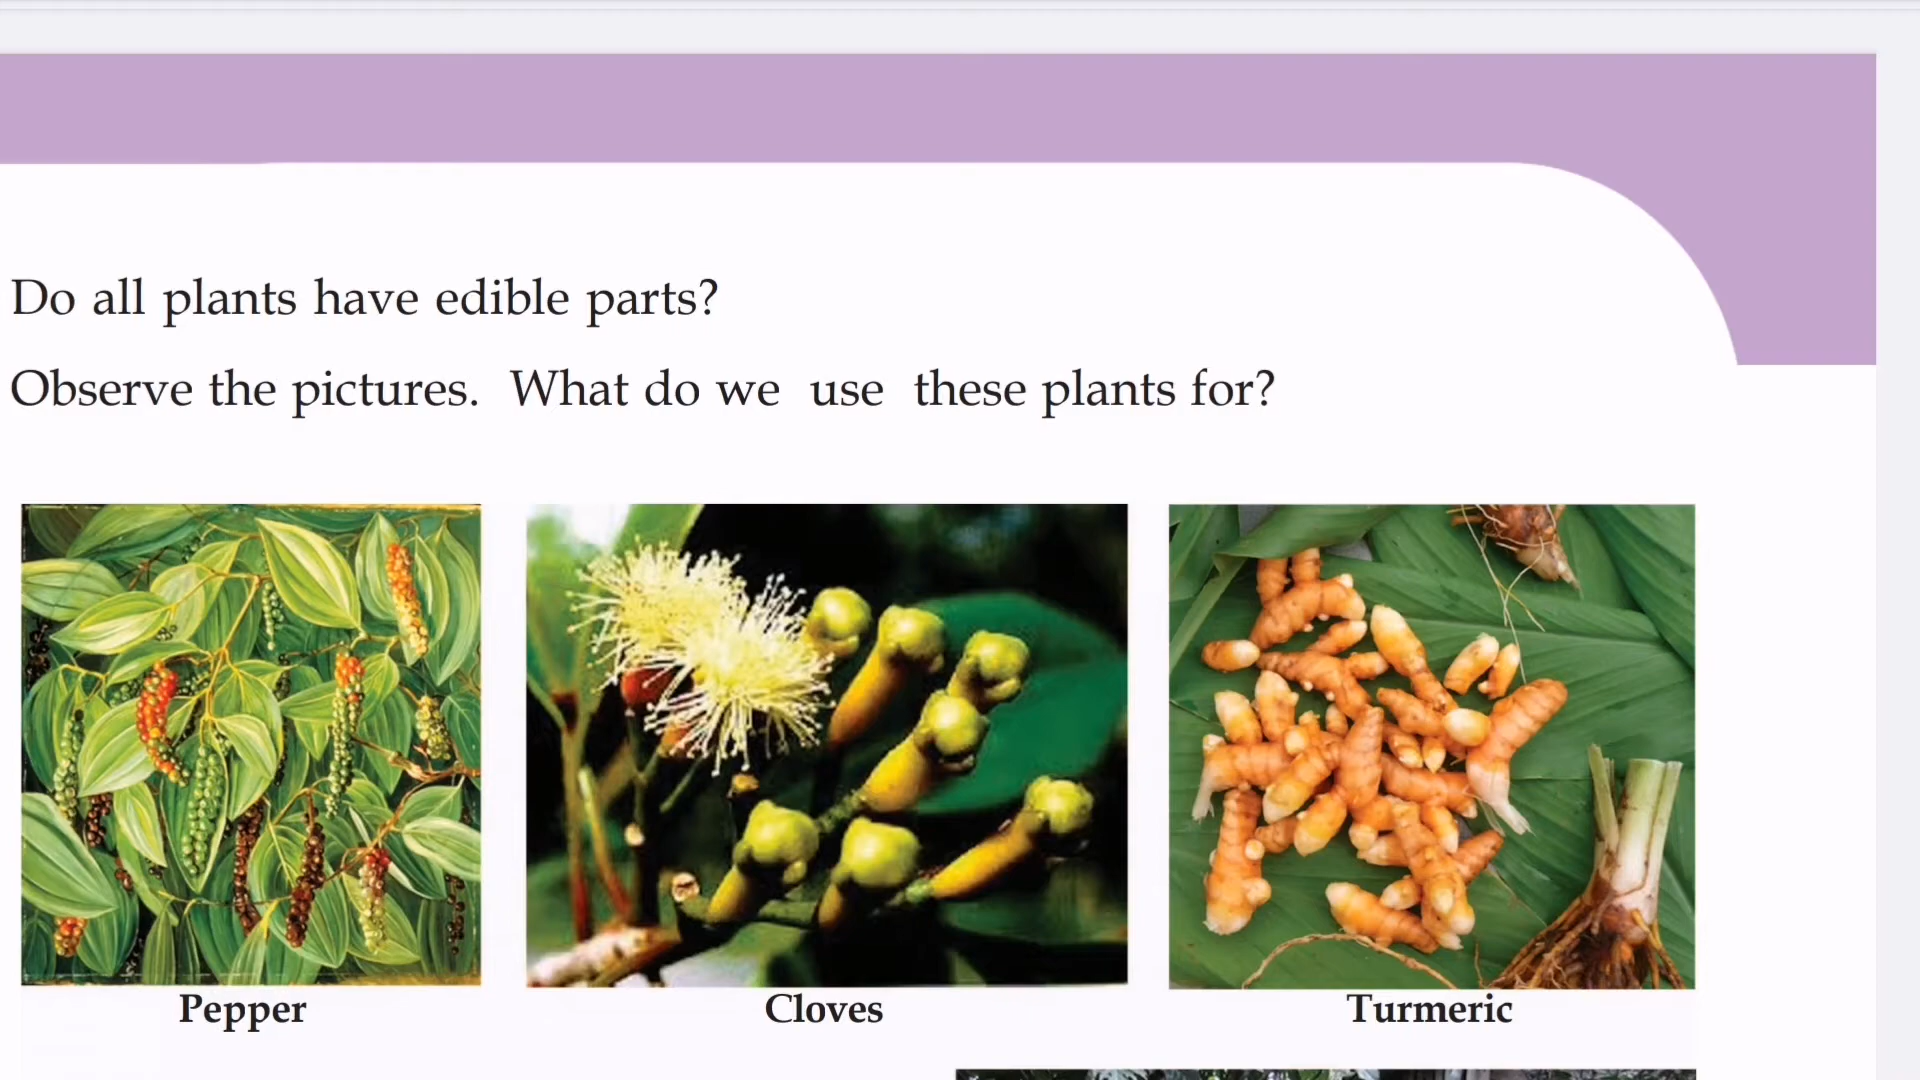 Do all plants have edible parts?
Observe the pictures. What do we use these plants for?
Pepper
Cloves
Turmeric